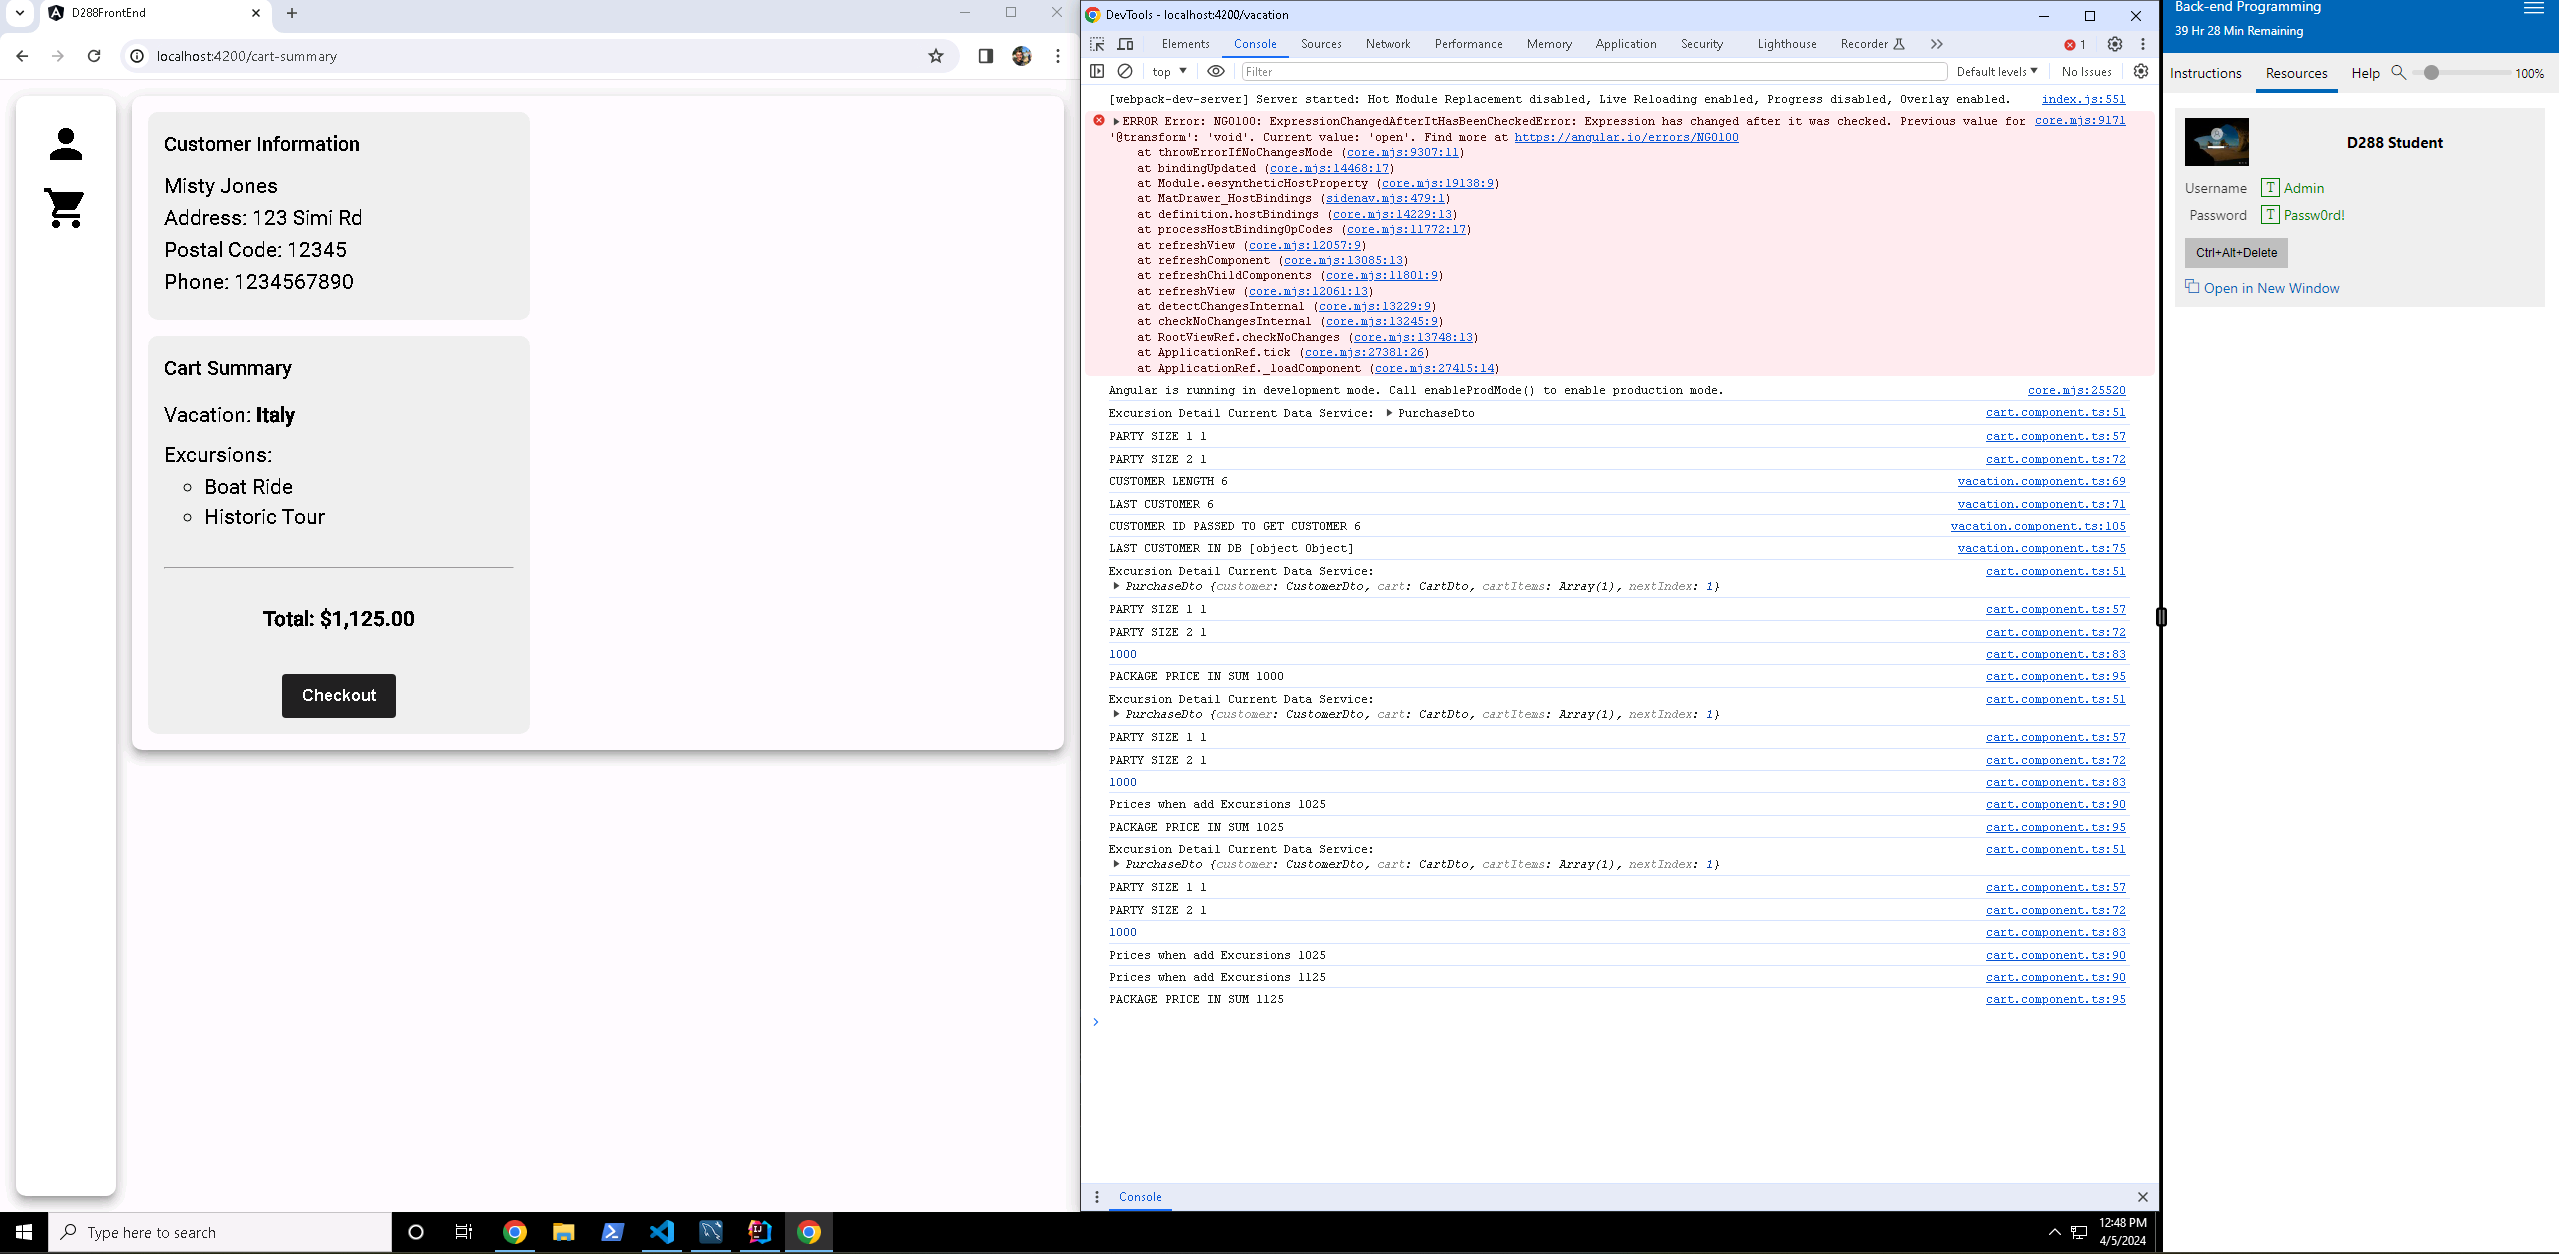 D288FrontEnd
localhost:4200/cart-summary
Customer Information
Misty Jones
Address: 123 Simi Rd
Postal Code: 12345
Phone: 1234567890
Cart Summary
Vacation: Italy
Excursions:
Boat Ride
Historic Tour
Total: $1,125.00
Checkout
DevTools - localhost:4200/vacation
Elements Console Sources Network Performance Memory Application Security Lighthouse Recorder 1
top Filter Default levels No Issues
[webpack-dev-server] Server started: Hot Module Replacement disabled, Live Reloading enabled, Progress disabled, Overlay enabled. index.js:551
ERROR Error: NG0100: ExpressionChangedAfterItHasBeenCheckedError: Expression has changed after it was checked. Previous value for core.mjs:9171
'@transform': 'void'. Current value: 'open'. Find more at https://angular.io/errors/NG0100
at throwErrorIfNoChangesMode (core.mjs:9307:11)
at bindingUpdated (core.mjs:14468:17)
at Module.ɵɵsyntheticHostProperty (core.mjs:19138:9)
at MatDrawer_HostBindings (sidenav.mjs:479:1)
at definition.hostBindings (core.mjs:14229:13)
at processHostBindingOpCodes (core.mjs:11772:17)
at refreshView (core.mjs:12057:9)
at refreshComponent (core.mjs:13085:13)
at refreshChildComponents (core.mjs:11801:9)
at refreshView (core.mjs:12061:13)
at detectChangesInternal (core.mjs:13229:9)
at checkNoChangesInternal (core.mjs:13245:9)
at RootViewRef.checkNoChanges (core.mjs:13748:13)
at ApplicationRef.tick (core.mjs:27381:26)
at ApplicationRef._loadComponent (core.mjs:27415:14)
Angular is running in development mode. Call enableProdMode() to enable production mode. core.mjs:25520
Excursion Detail Current Data Service: PurchaseDto cart.component.ts:51
PARTY SIZE 1 1 cart.component.ts:57
PARTY SIZE 2 1 cart.component.ts:72
CUSTOMER LENGTH 6 vacation.component.ts:69
LAST CUSTOMER 6 vacation.component.ts:71
CUSTOMER ID PASSED TO GET CUSTOMER 6 vacation.component.ts:105
LAST CUSTOMER IN DB [object Object] vacation.component.ts:75
Excursion Detail Current Data Service: cart.component.ts:51
PurchaseDto {customer: CustomerDto, cart: CartDto, cartItems: Array(1), nextIndex: 1}
PARTY SIZE 1 1 cart.component.ts:57
PARTY SIZE 2 1 cart.component.ts:72
1000 cart.component.ts:83
PACKAGE PRICE IN SUM 1000 cart.component.ts:95
Excursion Detail Current Data Service: cart.component.ts:51
PurchaseDto {customer: CustomerDto, cart: CartDto, cartItems: Array(1), nextIndex: 1}
PARTY SIZE 1 1 cart.component.ts:57
PARTY SIZE 2 1 cart.component.ts:72
1000 cart.component.ts:83
Prices when add Excursions 1025 cart.component.ts:90
PACKAGE PRICE IN SUM 1025 cart.component.ts:95
Excursion Detail Current Data Service: cart.component.ts:51
PurchaseDto {customer: CustomerDto, cart: CartDto, cartItems: Array(1), nextIndex: 1}
PARTY SIZE 1 1 cart.component.ts:57
PARTY SIZE 2 1 cart.component.ts:72
1000 cart.component.ts:83
Prices when add Excursions 1025 cart.component.ts:90
Prices when add Excursions 1125 cart.component.ts:90
PACKAGE PRICE IN SUM 1125 cart.component.ts:95
Console
Back-end Programming
39 Hr 28 Min Remaining
Instructions Resources Help 100%
D288 Student
Username T Admin
Password T Passw0rd!
Ctrl+Alt+Delete
Open in New Window
Type here to search
12:48 PM
4/5/2024